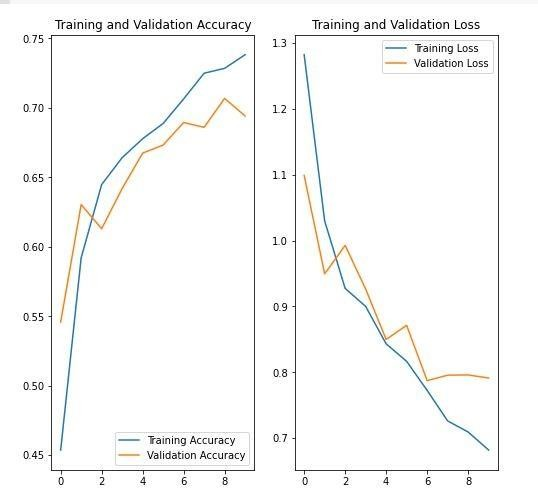 Training and Validation Accuracy
0.75
0.70
0.65
0.60
0.55
0.50
0.45
0 2 4 6 8
Training Accuracy
Validation Accuracy
Training and Validation Loss
1.3
1.2
1.1
1.0
0.9
0.8
0.7
0 2 4 6 8
Training Loss
Validation Loss